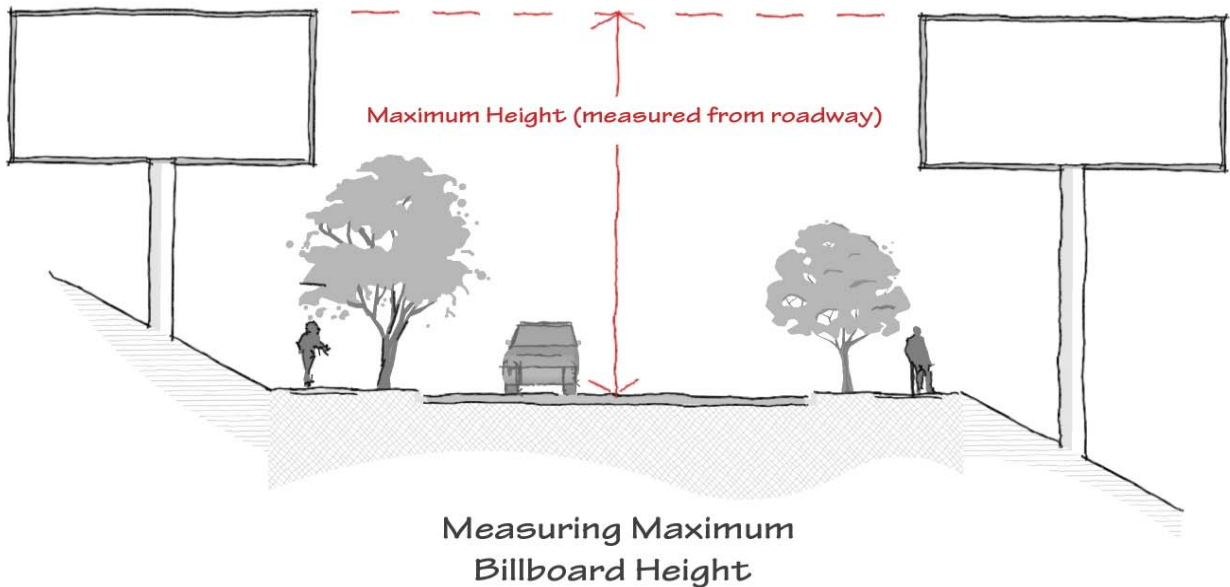 Maximum Height (measured from roadway)
Measuring Maximum
Billboard Height